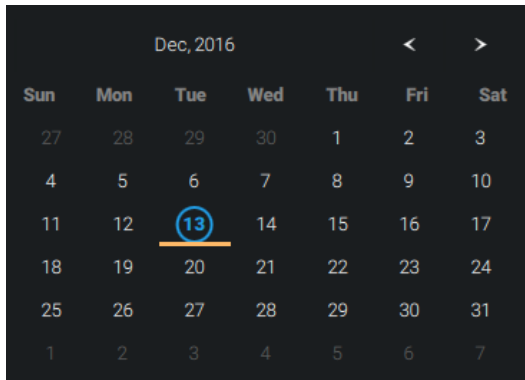 Dec, 2016 < >
Sun Mon Tue Wed Thu Fri Sat
27 28 29 30 1 2 3
4 5 6 7 8 9 10
11 12 13 14 15 16 17
18 19 20 21 22 23 24
25 26 27 28 29 30 31
1 2 3 4 5 6 7